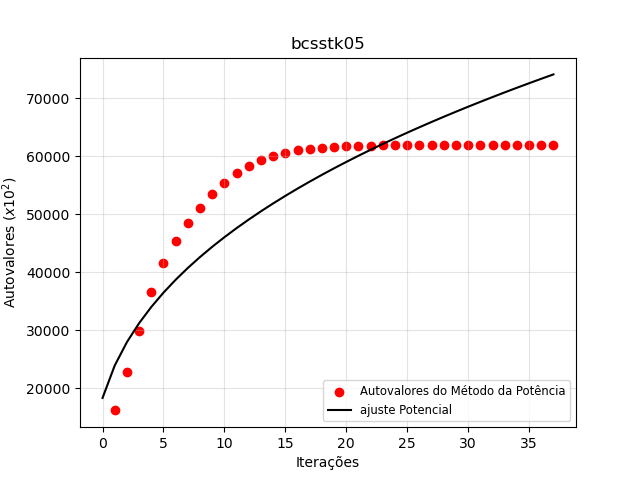 bcsstk05
Autovalores (x10²)
70000
60000
50000
40000
30000
20000
Autovalores do Método da Potência
ajuste Potencial
0 5 10 15 20 25 30 35
Iterações